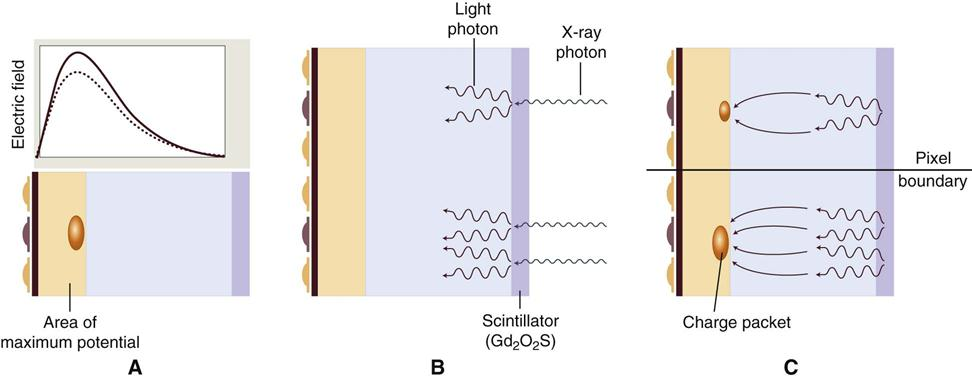 Electric field
Area of
maximum potential
A
Light
photon
X-ray
photon
Scintillator
(Gd₂O₂S)
B
Pixel
boundary
Charge packet
C